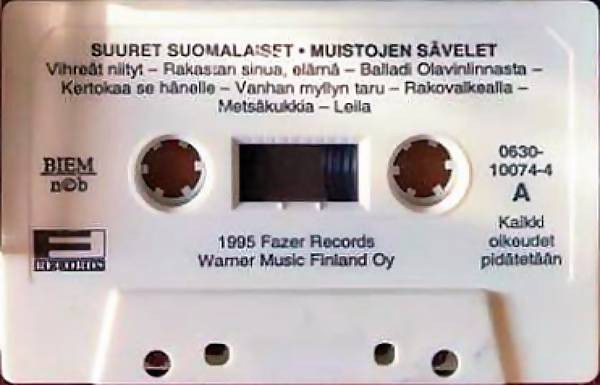 SUURET SUOMALAISET • MUISTOJEN SÄVELET
Vihreät niityt – Rakastan sinua, elämä – Balladi Olavinlinnasta –
Kertokaa se hänelle – Vanhan myllyn taru – Rakovalkealla –
Metsäkukkia – Leila
BIEM
n©b
0630-
10074-4
A
Kaikki
oikeudet
pidätetään
F
RECORDS
1995 Fazer Records
Warner Music Finland Oy